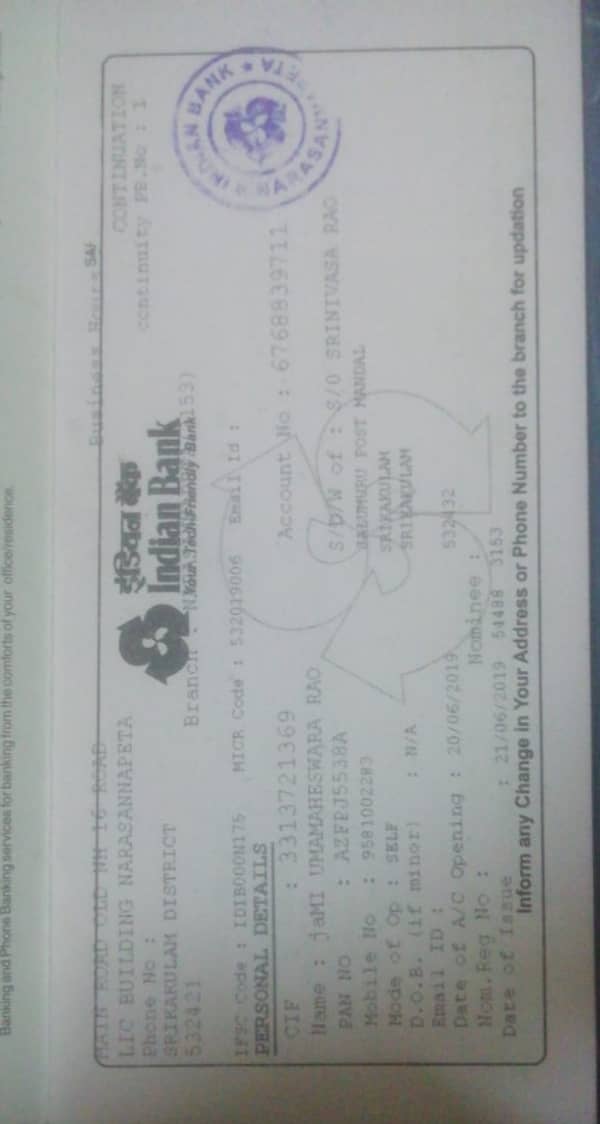 Banking and Phone Banking services for banking from the comforts of your office/residence.
MAIN ROAD OLD NH 16 ROAD Business Hours SAF
LIC BUILDING NARASANNAPETA CONTINUATION
Phone No : continuity PB.No : 1
इंडियन बैंक
Indian Bank
Your Tech-friendly Bank
SRIKAKULAM DISTRICT Branch : 153)
532421
IFSC Code : IDIB000N176 MICR Code : 532019006 Email Id :
INDIAN BANK ★
PERSONAL DETAILS
CIF : 3313721369 Account No : 6768839711
Name : jaMI UMAMAHESWARA RAO S/D/W of : S/O SRINIVASA RAO
PAN NO : AZFPJ5538A POST MANDAL
Mobile No : 9581002283 SRIKAKULAM
Mode of Op : SELF SRIKAKULAM
D.O.B. (if minor) : N/A
Email ID : 532432
Date of A/C Opening : 20/06/2019
Nom.Reg No : Nominee :
Date of Issue : 21/06/2019 54488 3153
Inform any Change in Your Address or Phone Number to the branch for updation